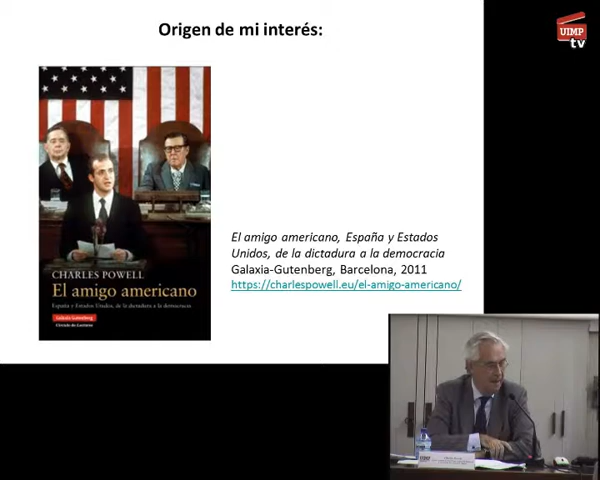 Origen de mi interés:
UIMP
tv
CHARLES POWELL
El amigo americano
España y Estados Unidos, de la dictadura a la democracia
Galaxia Gutenberg
Círculo de Lectores
El amigo americano, España y Estados
Unidos, de la dictadura a la democracia
Galaxia-Gutenberg, Barcelona, 2011
https://charlespowell.eu/el-amigo-americano/
UIMP